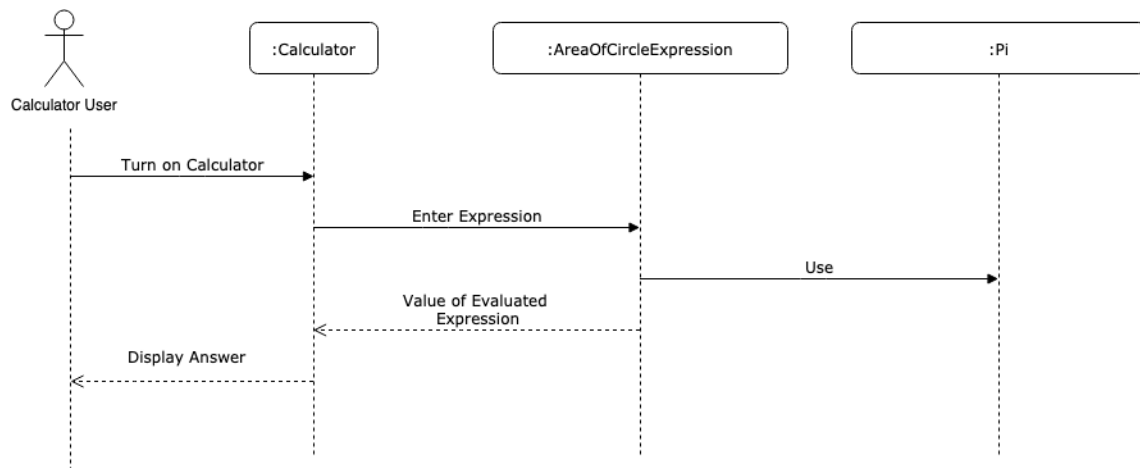 :Calculator
:AreaOfCircleExpression
:Pi
Calculator User
Turn on Calculator
Enter Expression
Use
Value of Evaluated
Expression
Display Answer